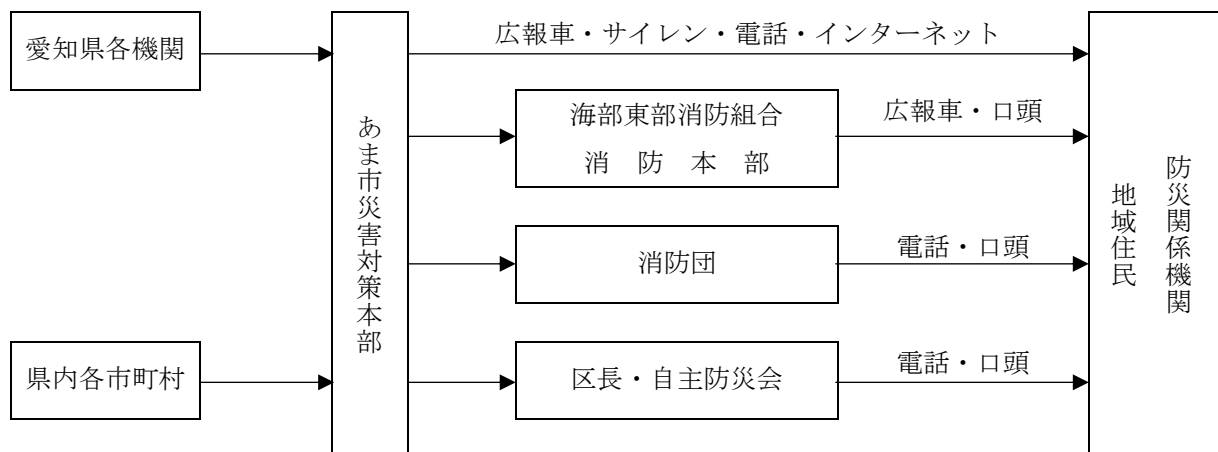 愛知県各機関
広報車・サイレン・電話・インターネット
海部東部消防組合
消 防 本 部
広報車・口頭
あま市災害対策本部
防災関係機関
地域住民
消防団
電話・口頭
県内各市町村
区長・自主防災会
電話・口頭